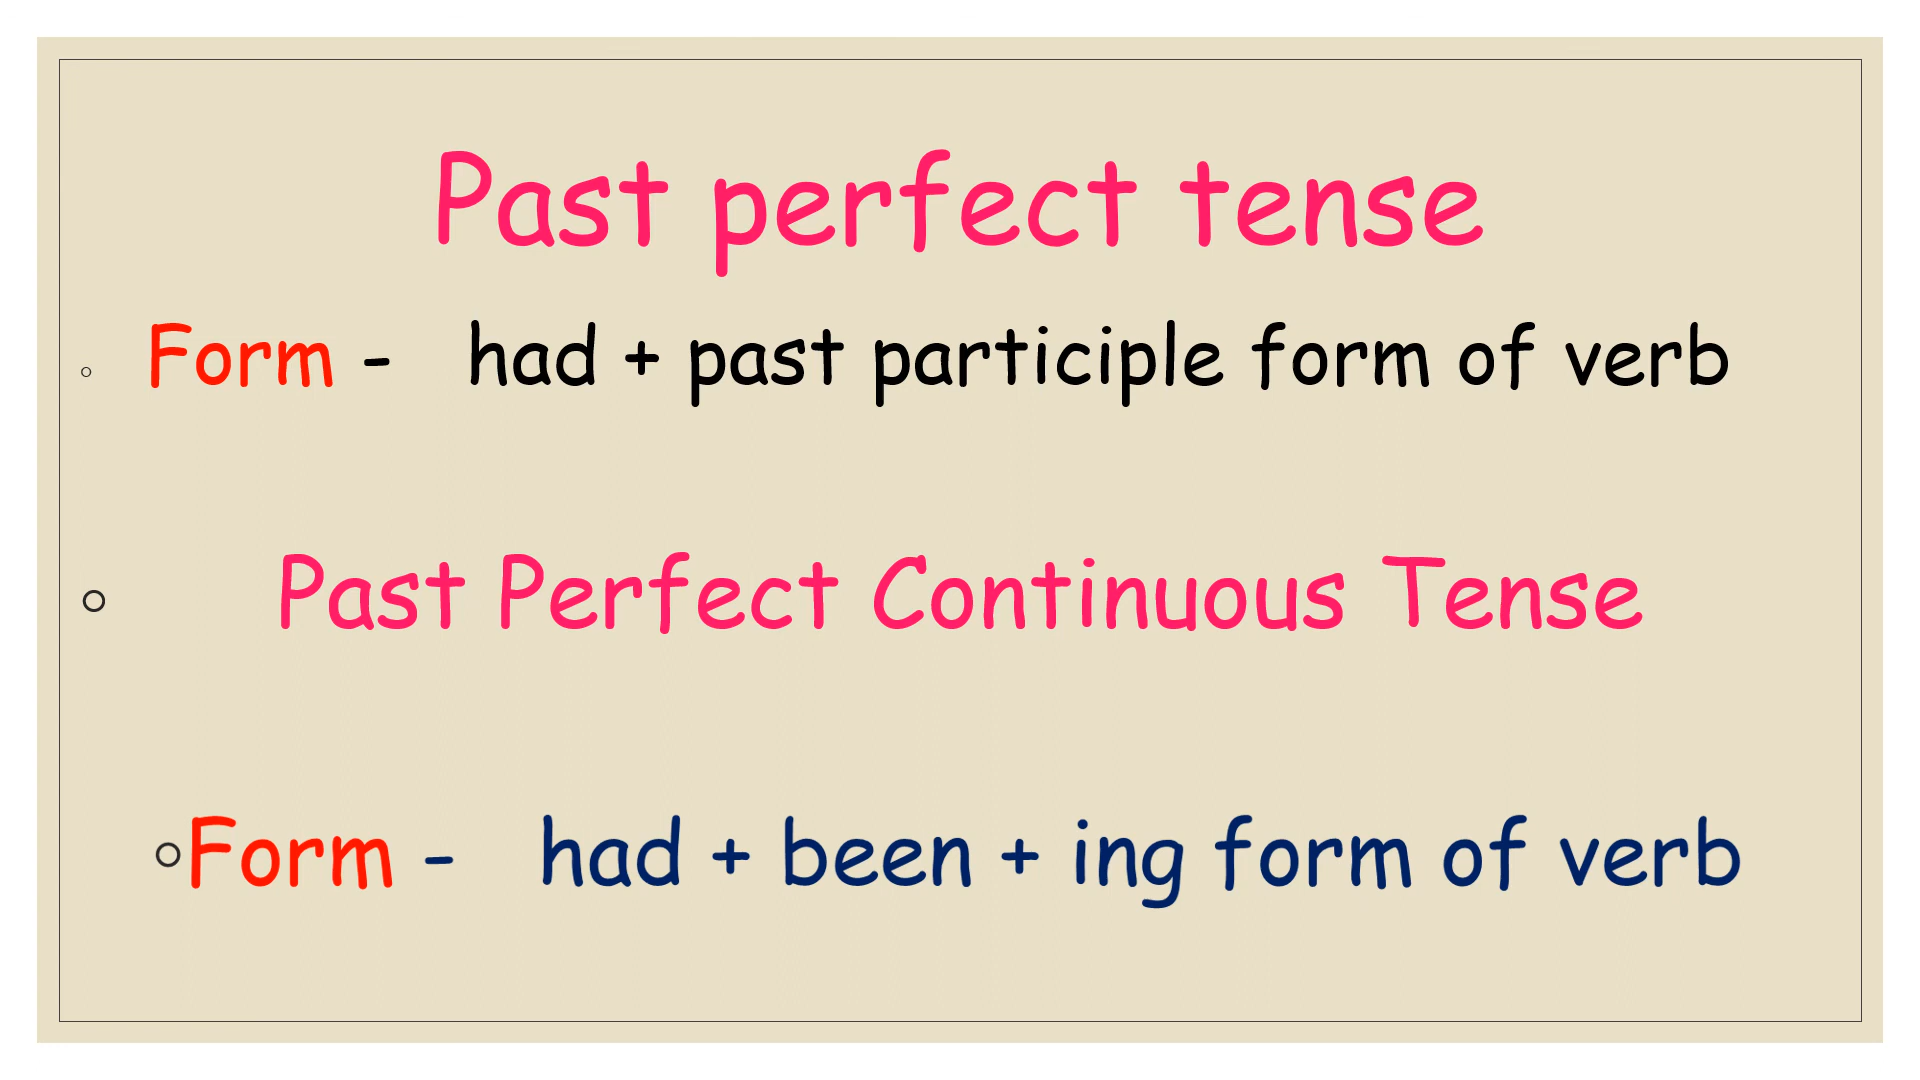 Past perfect tense
Form - had + past participle form of verb
Past Perfect Continuous Tense
Form - had + been + ing form of verb